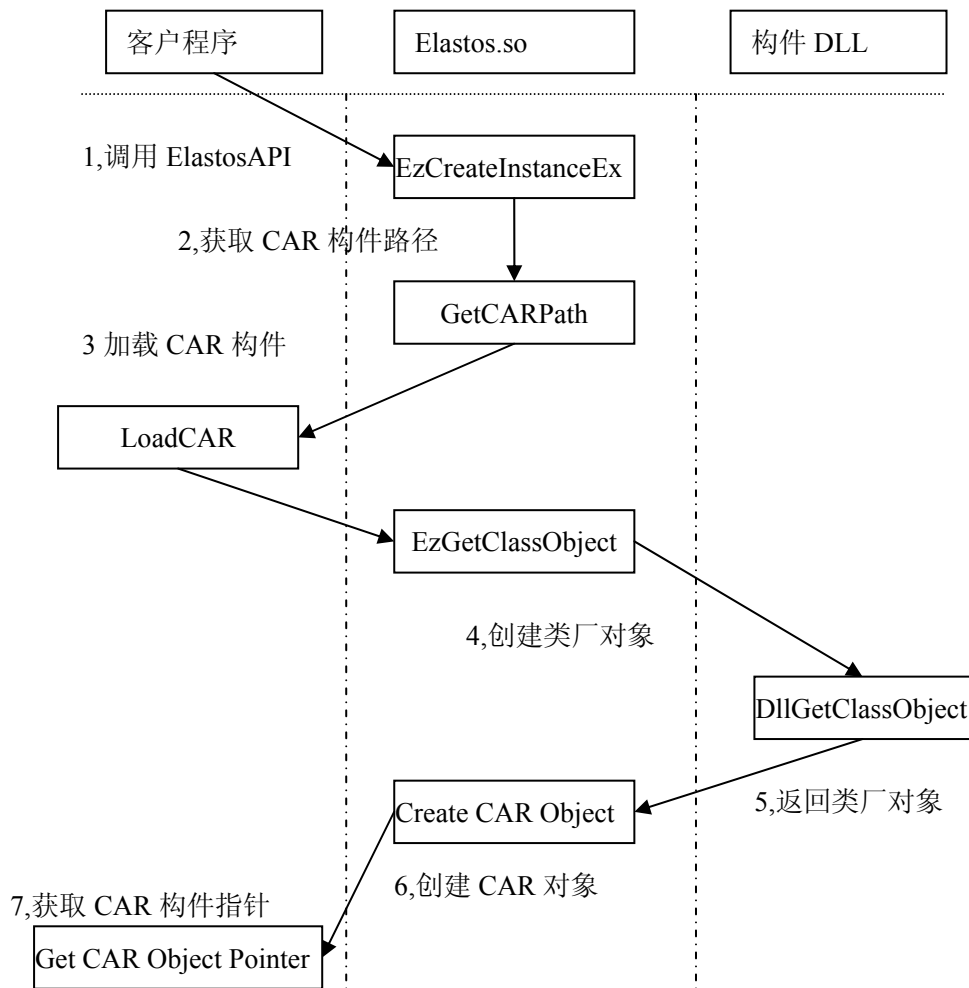 客户程序
Elastos.so
构件 DLL
1,调用 ElastosAPI
EzCreateInstanceEx
2,获取 CAR 构件路径
GetCARPath
3 加载 CAR 构件
LoadCAR
EzGetClassObject
4,创建类厂对象
DllGetClassObject
Create CAR Object
5,返回类厂对象
6,创建 CAR 对象
7,获取 CAR 构件指针
Get CAR Object Pointer